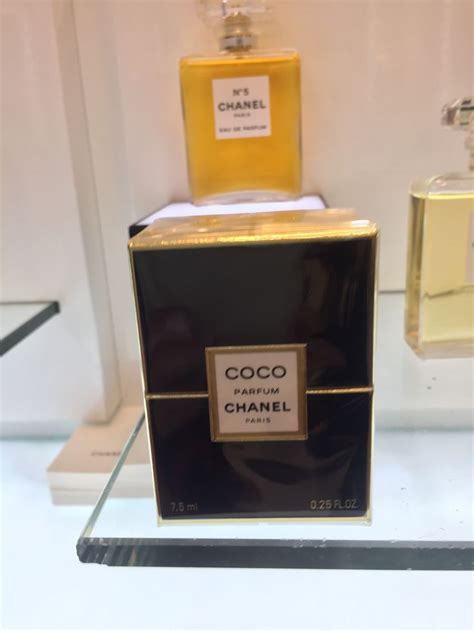 N°5
CHANEL
PARIS
EAU DE PARFUM
COCO
PARFUM
CHANEL
PARIS
7.5 ml 0.25 FL.OZ